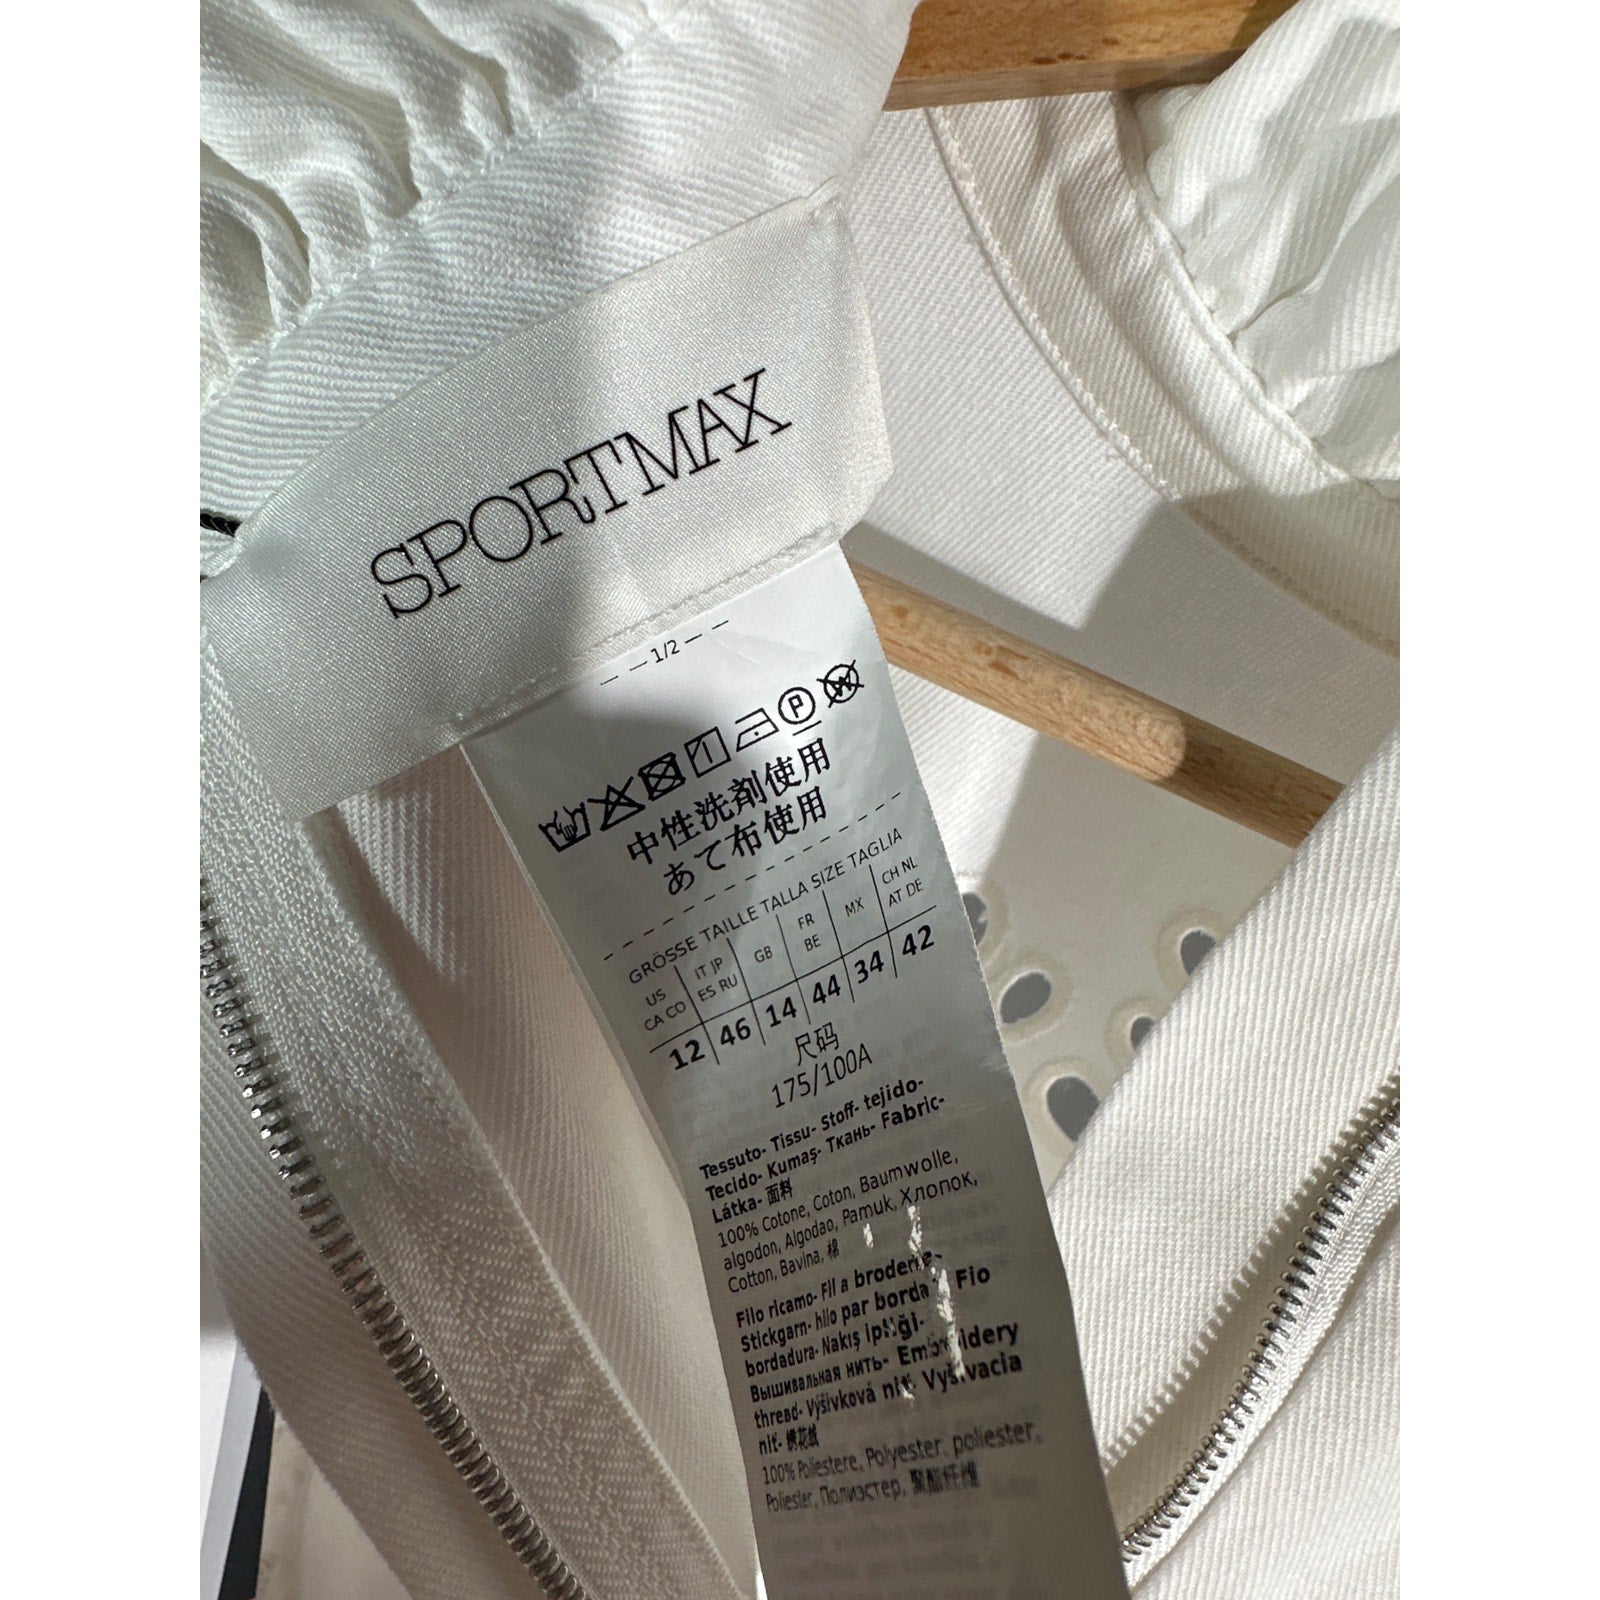 SPORTMAX
— —1/2— —
P W
中性洗剤使用
あて布使用
GRÖSSE TAILLE TALLA SIZE TAGLIA
US CA CO IT JP ES RU GB FR BE MX CH NL AT DE
12 46 14 44 34 42
尺码
175/100A
Tessuto- Tissu- Stoff- tejido-
Tecido- Kumaş- Ткань- Fabric-
Látka- 面料
100% Cotone, Coton, Baumwolle,
algodon, Algodao, Pamuk, Хлопок,
Cotton, Bavlna, 棉
Filo ricamo- Fil a broderie-
Stickgarn- hilo par borda Fio
bordadura- Nakış ipliği-
Вышивальная нить- Embroidery
thread- Výšivková nit- Vyšívacia
niť- 绣花线
100% Poliestere, Polyester, poliester,
Poliester, Полиэстер, 聚酯纤维